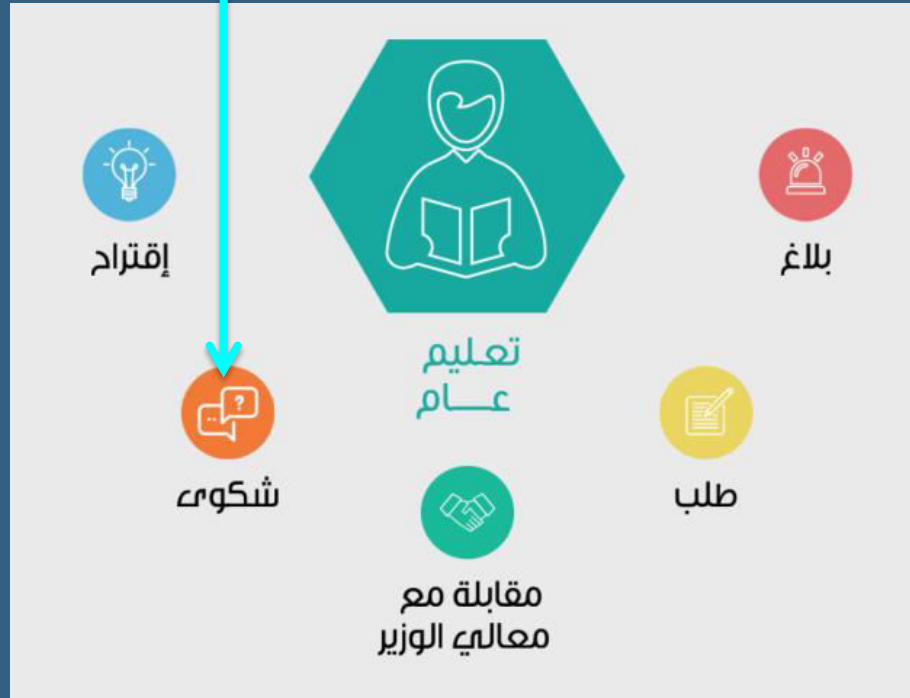 بلاغ
إقتراح
تعليم
عـــام
طلب
شكوى
مقابلة مع
معالي الوزير